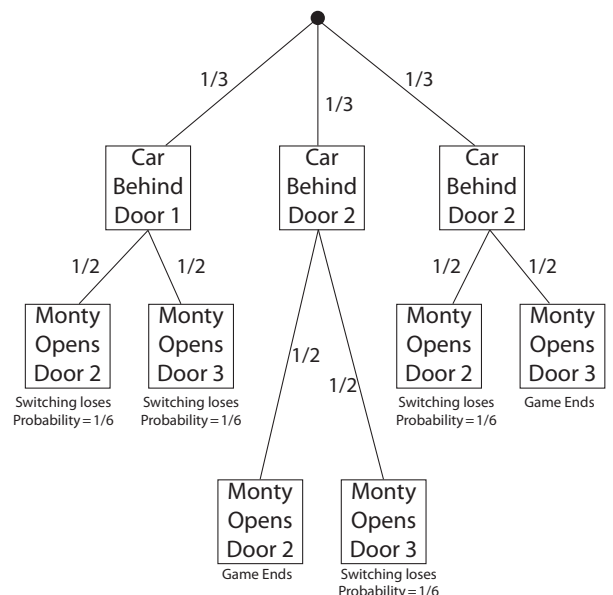 1/3
1/3
1/3
Car
Behind
Door 1
Car
Behind
Door 2
Car
Behind
Door 2
1/2
1/2
1/2
1/2
Monty
Opens
Door 2
Monty
Opens
Door 3
Monty
Opens
Door 2
Monty
Opens
Door 3
Switching loses
Probability = 1/6
Switching loses
Probability = 1/6
Switching loses
Probability = 1/6
Game Ends
1/2
1/2
Monty
Opens
Door 2
Monty
Opens
Door 3
Game Ends
Switching loses
Probability = 1/6